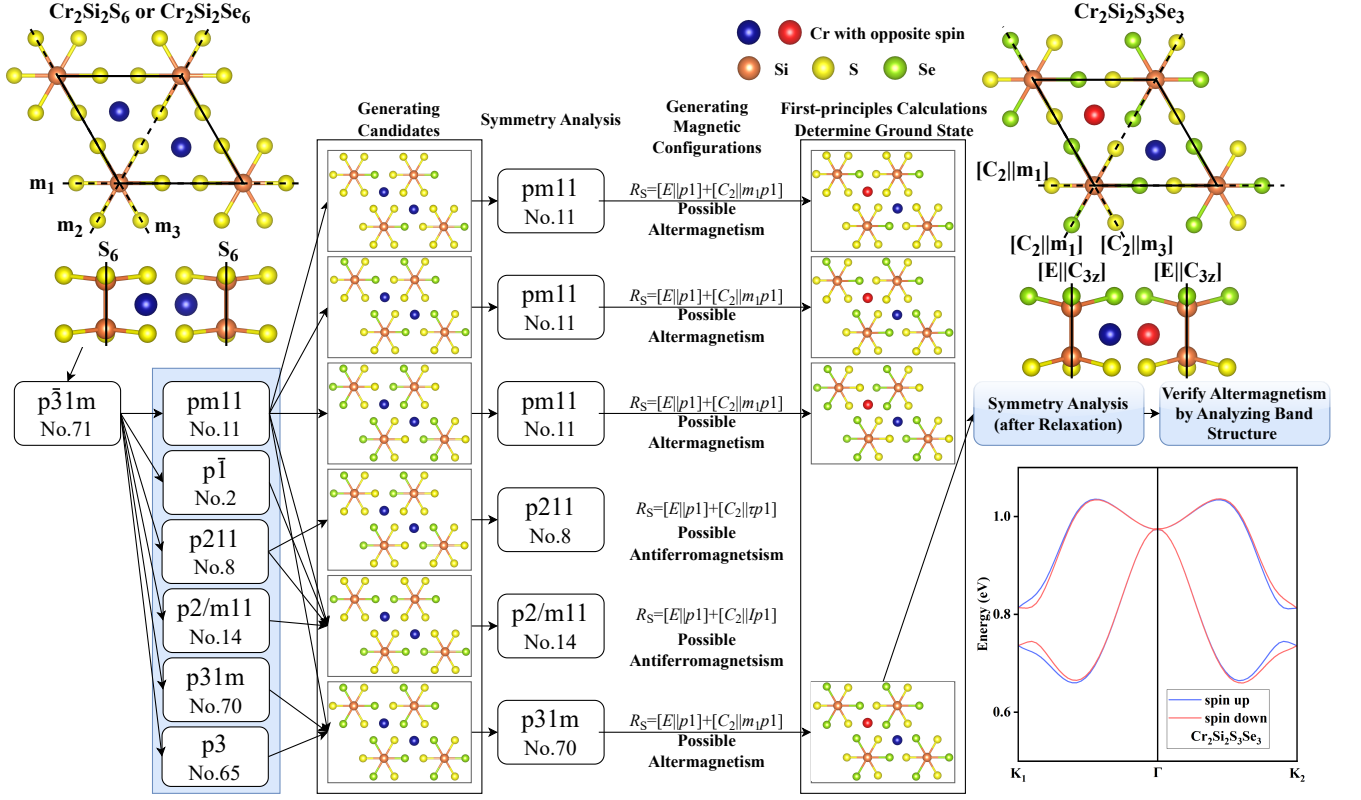 Cr₂Si₂S₆ or Cr₂Si₂Se₆
m₁
m₂
m₃
S₆
S₆
p3̄1m
No.71
pm11
No.11
p1̄
No.2
p211
No.8
p2/m11
No.14
p31m
No.70
p3
No.65
Cr with opposite spin
Si
S
Se
Generating
Candidates
Symmetry Analysis
Generating
Magnetic
Configurations
First-principles Calculations
Determine Ground State
pm11
No.11
R_S=[E||p1]+[C₂||m₁p1]
Possible
Altermagnetism
pm11
No.11
R_S=[E||p1]+[C₂||m₁p1]
Possible
Altermagnetism
pm11
No.11
R_S=[E||p1]+[C₂||m₁p1]
Possible
Altermagnetism
p211
No.8
R_S=[E||p1]+[C₂||τp1]
Possible
Antiferromagnetsism
p2/m11
No.14
R_S=[E||p1]+[C₂||Ip1]
Possible
Antiferromagnetsism
p31m
No.70
R_S=[E||p1]+[C₂||m₁p1]
Possible
Altermagnetism
Cr₂Si₂S₃Se₃
[C₂||m₁]
[C₂||m₁]
[C₂||m₃]
[E||C₃z]
[E||C₃z]
Symmetry Analysis
(after Relaxation)
Verify Altermagnetism
by Analyzing Band
Structure
Energy (eV)
1.0
0.8
0.6
spin up
spin down
Cr₂Si₂S₃Se₃
K₁
Γ
K₂